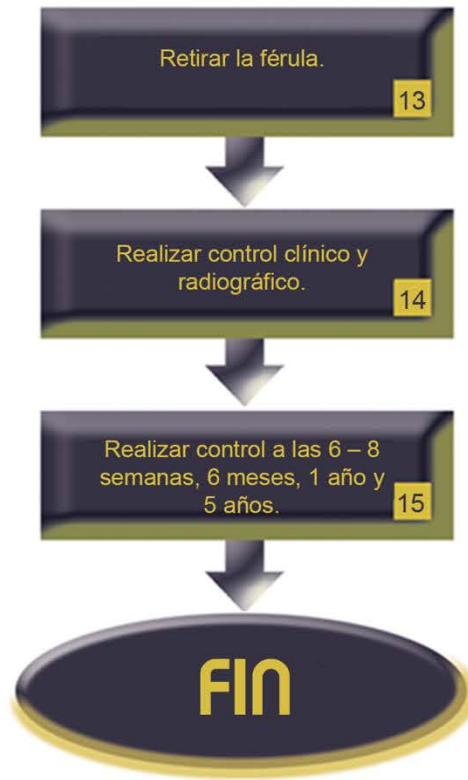 Retirar la férula.
13
Realizar control clínico y
radiográfico.
14
Realizar control a las 6 – 8
semanas, 6 meses, 1 año y
5 años.
15
FIN